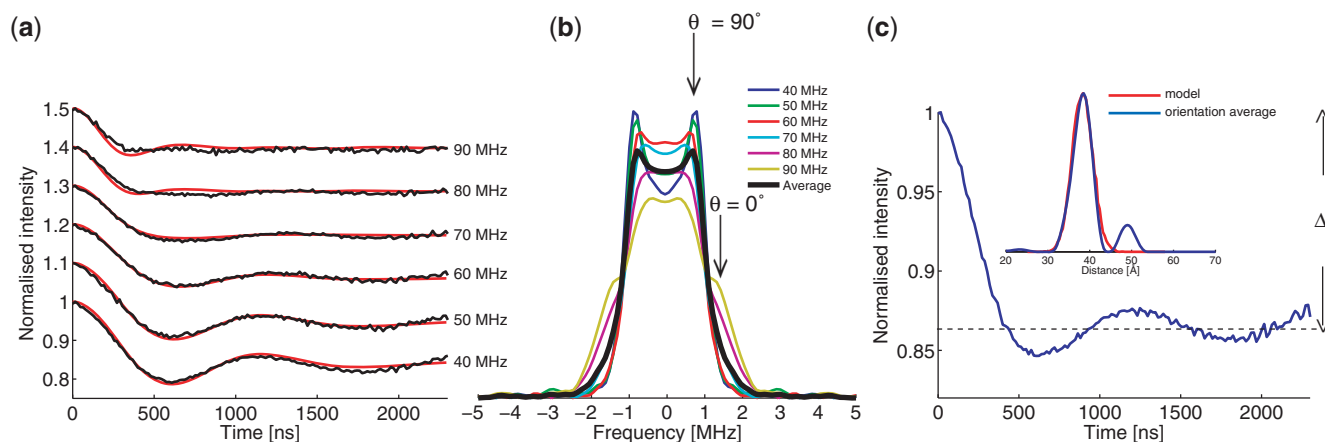 (a)
Normalised intensity
1.5
1.4
1.3
1.2
1.1
1
0.9
0.8
90 MHz
80 MHz
70 MHz
60 MHz
50 MHz
40 MHz
0
500
1000
1500
2000
Time [ns]
(b)
θ = 90°
40 MHz
50 MHz
60 MHz
70 MHz
80 MHz
90 MHz
Average
θ = 0°
−5
−4
−3
−2
−1
0
1
2
3
4
5
Frequency [MHz]
(c)
Normalised intensity
1
0.95
0.9
0.85
model
orientation average
20
30
40
50
60
70
Distance [Å]
Δ
0
500
1000
1500
2000
Time [ns]